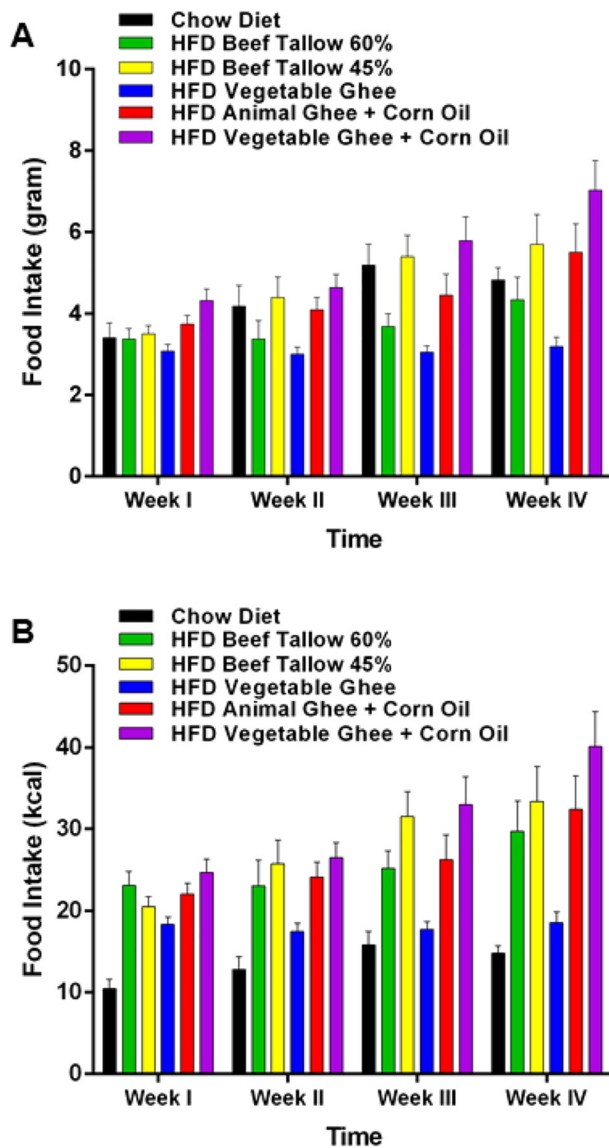 A
Chow Diet
HFD Beef Tallow 60%
HFD Beef Tallow 45%
HFD Vegetable Ghee
HFD Animal Ghee + Corn Oil
HFD Vegetable Ghee + Corn Oil
Food Intake (gram)
10
8
6
4
2
0
Week I Week II Week III Week IV
Time
B
Chow Diet
HFD Beef Tallow 60%
HFD Beef Tallow 45%
HFD Vegetable Ghee
HFD Animal Ghee + Corn Oil
HFD Vegetable Ghee + Corn Oil
Food Intake (kcal)
50
40
30
20
10
0
Week I Week II Week III Week IV
Time